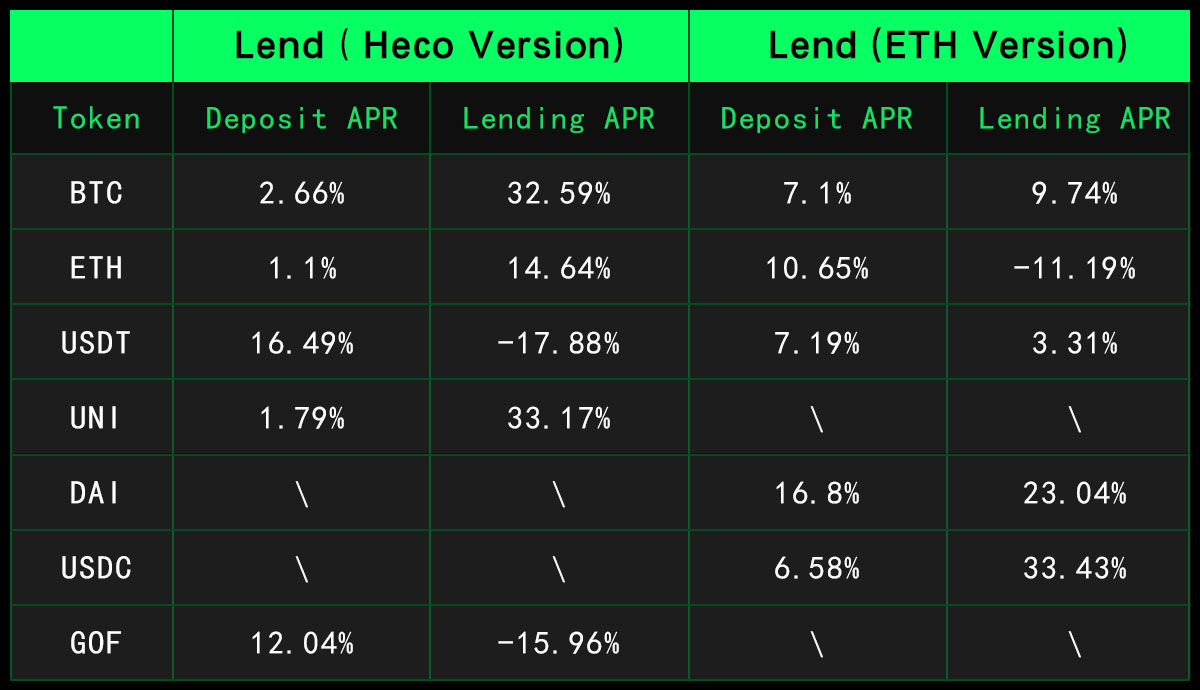 Lend ( Heco Version) Lend (ETH Version)
Token Deposit APR Lending APR Deposit APR Lending APR
BTC 2.66% 32.59% 7.1% 9.74%
ETH 1.1% 14.64% 10.65% -11.19%
USDT 16.49% -17.88% 7.19% 3.31%
UNI 1.79% 33.17% \ \
DAI \ \ 16.8% 23.04%
USDC \ \ 6.58% 33.43%
GOF 12.04% -15.96% \ \